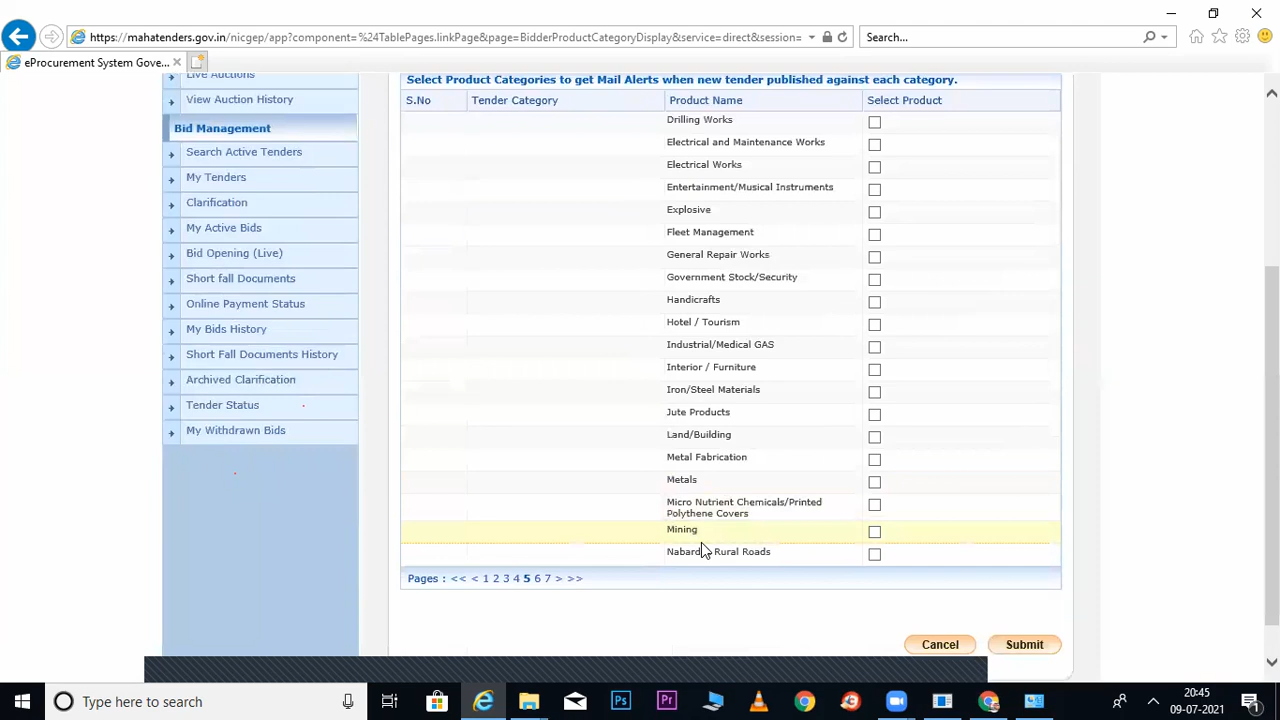 https://mahatenders.gov.in/nicgep/app?component=%24TablePages.linkPage&page=BidderProductCategoryDisplay&service=direct&session=
Search...
eProcurement System Gove...
Live Auctions
View Auction History
Bid Management
Search Active Tenders
My Tenders
Clarification
My Active Bids
Bid Opening (Live)
Short fall Documents
Online Payment Status
My Bids History
Short Fall Documents History
Archived Clarification
Tender Status
My Withdrawn Bids
Select Product Categories to get Mail Alerts when new tender published against each category.
S.No Tender Category Product Name Select Product
Drilling Works
Electrical and Maintenance Works
Electrical Works
Entertainment/Musical Instruments
Explosive
Fleet Management
General Repair Works
Government Stock/Security
Handicrafts
Hotel / Tourism
Industrial/Medical GAS
Interior / Furniture
Iron/Steel Materials
Jute Products
Land/Building
Metal Fabrication
Metals
Micro Nutrient Chemicals/Printed
Polythene Covers
Mining
Nabard Rural Roads
Pages : << < 1 2 3 4 5 6 7 > >>
Cancel Submit
Type here to search
20:45
09-07-2021